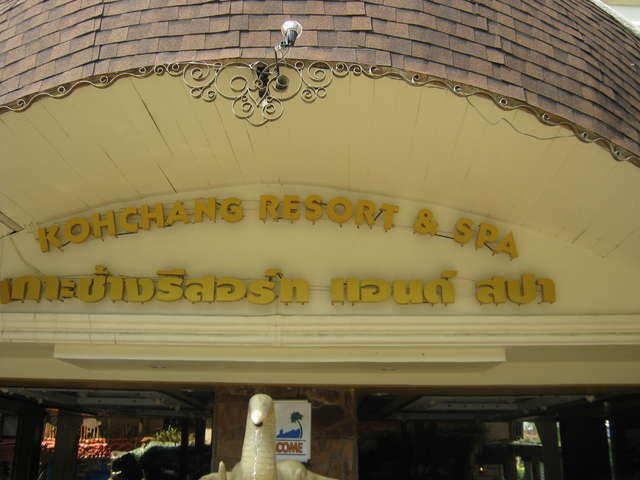 KOHCHANG RESORT & SPA
เกาะช้างรีสอร์ท แอนด์ สปา
COME